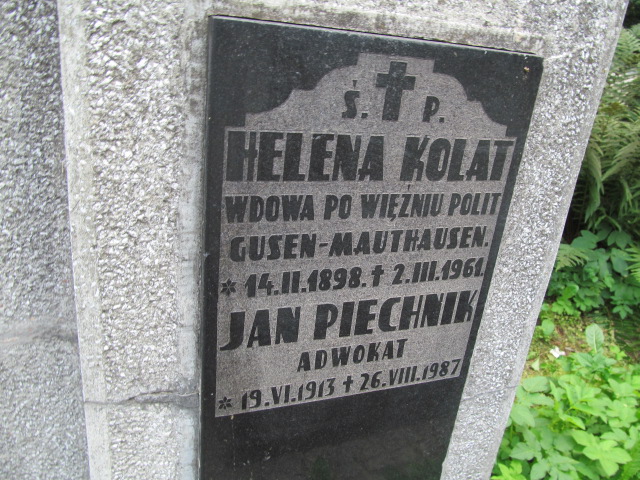 Ś. P.
HELENA KOLAT
WDOWA PO WIĘŹNIU POLIT
GUSEN-MAUTHAUSEN.
* 14.II.1898. † 2.III.1961.
JAN PIECHNIK
ADWOKAT
* 19.VI.1913 † 26.VIII.1987